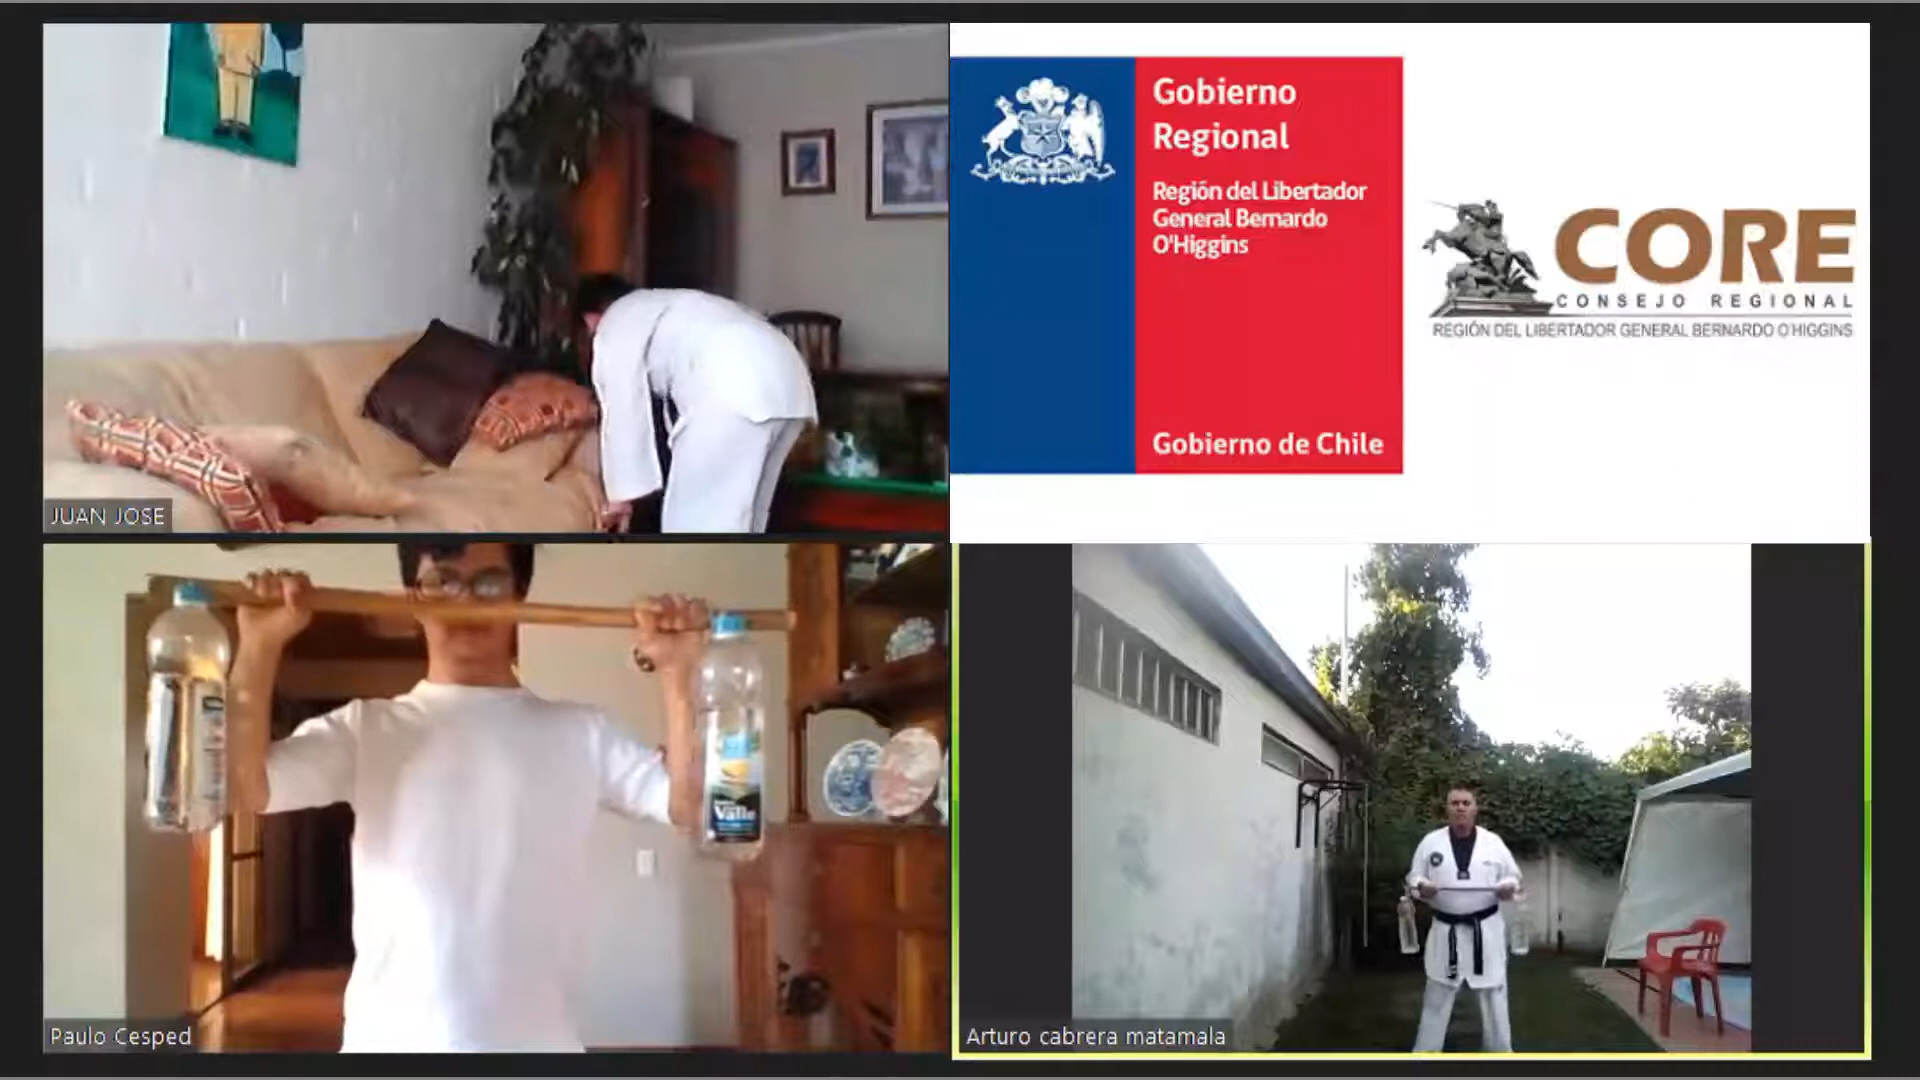 JUAN JOSE
Gobierno
Regional
Región del Libertador
General Bernardo
O'Higgins
Gobierno de Chile
CORE
CONSEJO REGIONAL
REGIÓN DEL LIBERTADOR GENERAL BERNARDO O'HIGGINS
Paulo Cesped
Valle
Arturo cabrera matamala